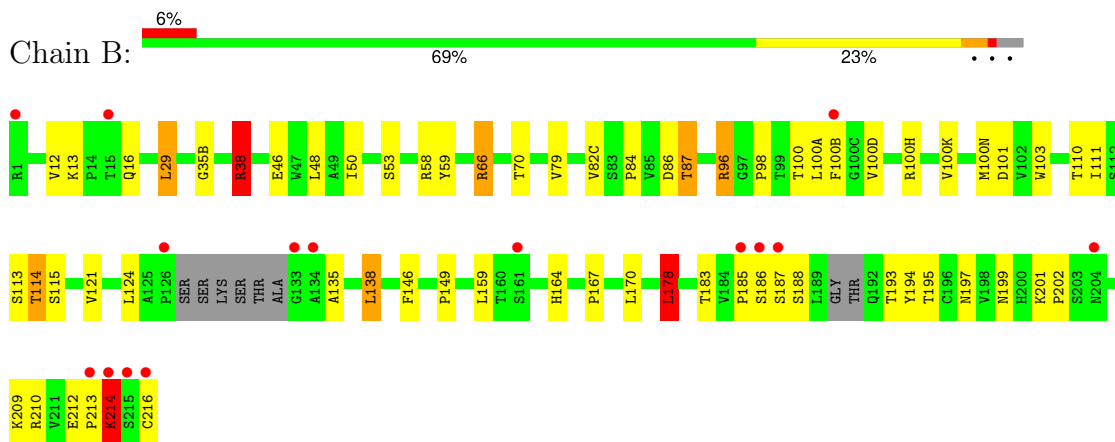 6%
Chain B:
69% 23% • • •
R1 V12 K13 P14 T15 Q16 L29 G35B R38 E46 W47 L48 A49 I50 S53 R58 Y59 R66 T70 V79 V82C S83 P84 V85 D86 T87 R96 G97 P98 T99 T100 L100A F100B G100C V100D R100H V100K M100N D101 V102 W103 T110 I111 S112
S113 T114 S115 V121 L124 A125 P126 SER SER LYS SER THR ALA G133 A134 A135 L138 F146 P149 L159 T160 S161 H164 P167 L170 L178 T183 V184 P185 S186 S187 S188 L189 GLY THR Q192 T193 Y194 T195 C196 N197 V198 N199 H200 K201 P202 S203 N204
K209 R210 V211 E212 P213 K214 S215 C216